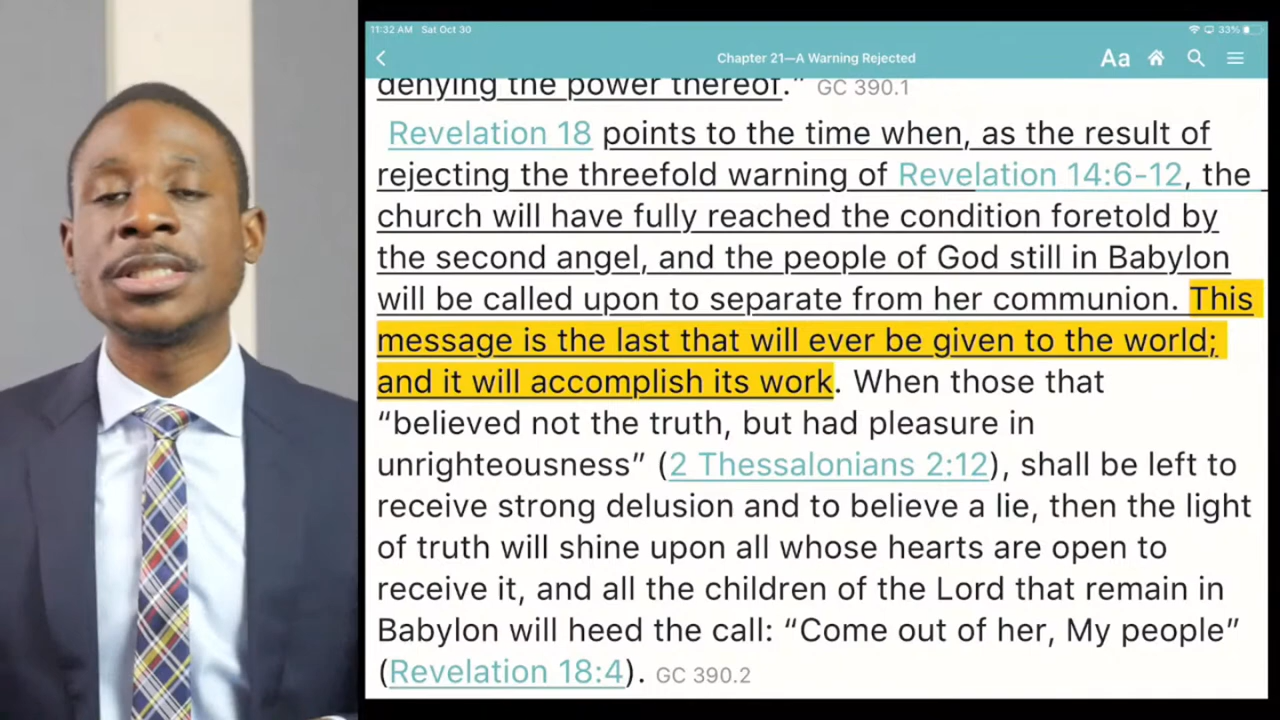 11:32 AM Sat Oct 30
33%
Chapter 21—A Warning Rejected
Aa
denying the power thereof.” GC 390.1
Revelation 18 points to the time when, as the result of
rejecting the threefold warning of Revelation 14:6-12, the
church will have fully reached the condition foretold by
the second angel, and the people of God still in Babylon
will be called upon to separate from her communion. This
message is the last that will ever be given to the world;
and it will accomplish its work. When those that
“believed not the truth, but had pleasure in
unrighteousness” (2 Thessalonians 2:12), shall be left to
receive strong delusion and to believe a lie, then the light
of truth will shine upon all whose hearts are open to
receive it, and all the children of the Lord that remain in
Babylon will heed the call: “Come out of her, My people”
(Revelation 18:4). GC 390.2